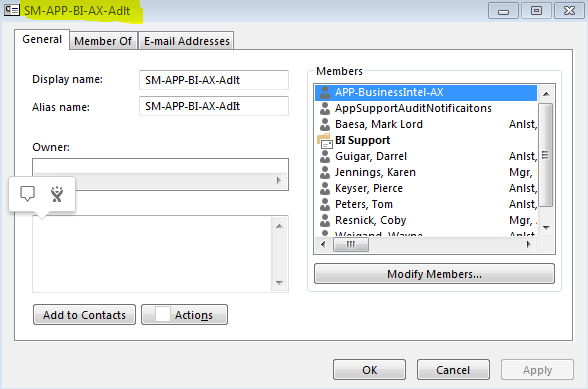 SM-APP-BI-AX-Adlt
General
Member Of
E-mail Addresses
Display name:
SM-APP-BI-AX-AdIt
Alias name:
SM-APP-BI-AX-AdIt
Owner:
Add to Contacts
Actions
Members
APP-BusinessIntel-AX
AppSupportAuditNotificaitons
Baesa, Mark Lord Anlst,
BI Support
Guigar, Darrel Anlst,
Jennings, Karen Mgr,
Keyser, Pierce Anlst,
Peters, Tom Anlst,
Resnick, Coby Mgr,
Weigand, Wayne Anlst,
Modify Members...
OK
Cancel
Apply